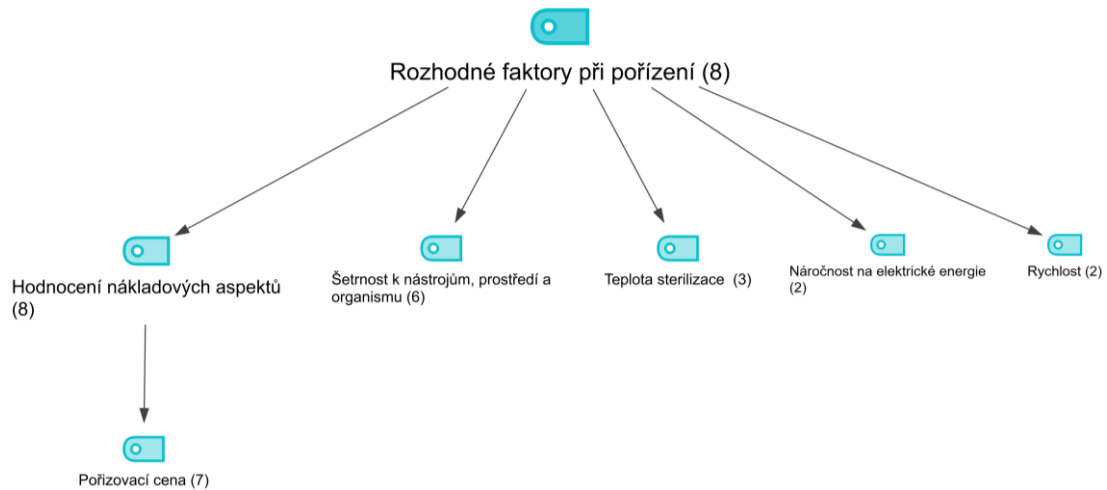 Rozhodné faktory při pořízení (8)
Hodnocení nákladových aspektů
(8)
Šetrnost k nástrojům, prostředí a
organismu (6)
Teplota sterilizace  (3)
Náročnost na elektrické energie
(2)
Rychlost (2)
Pořizovací cena (7)